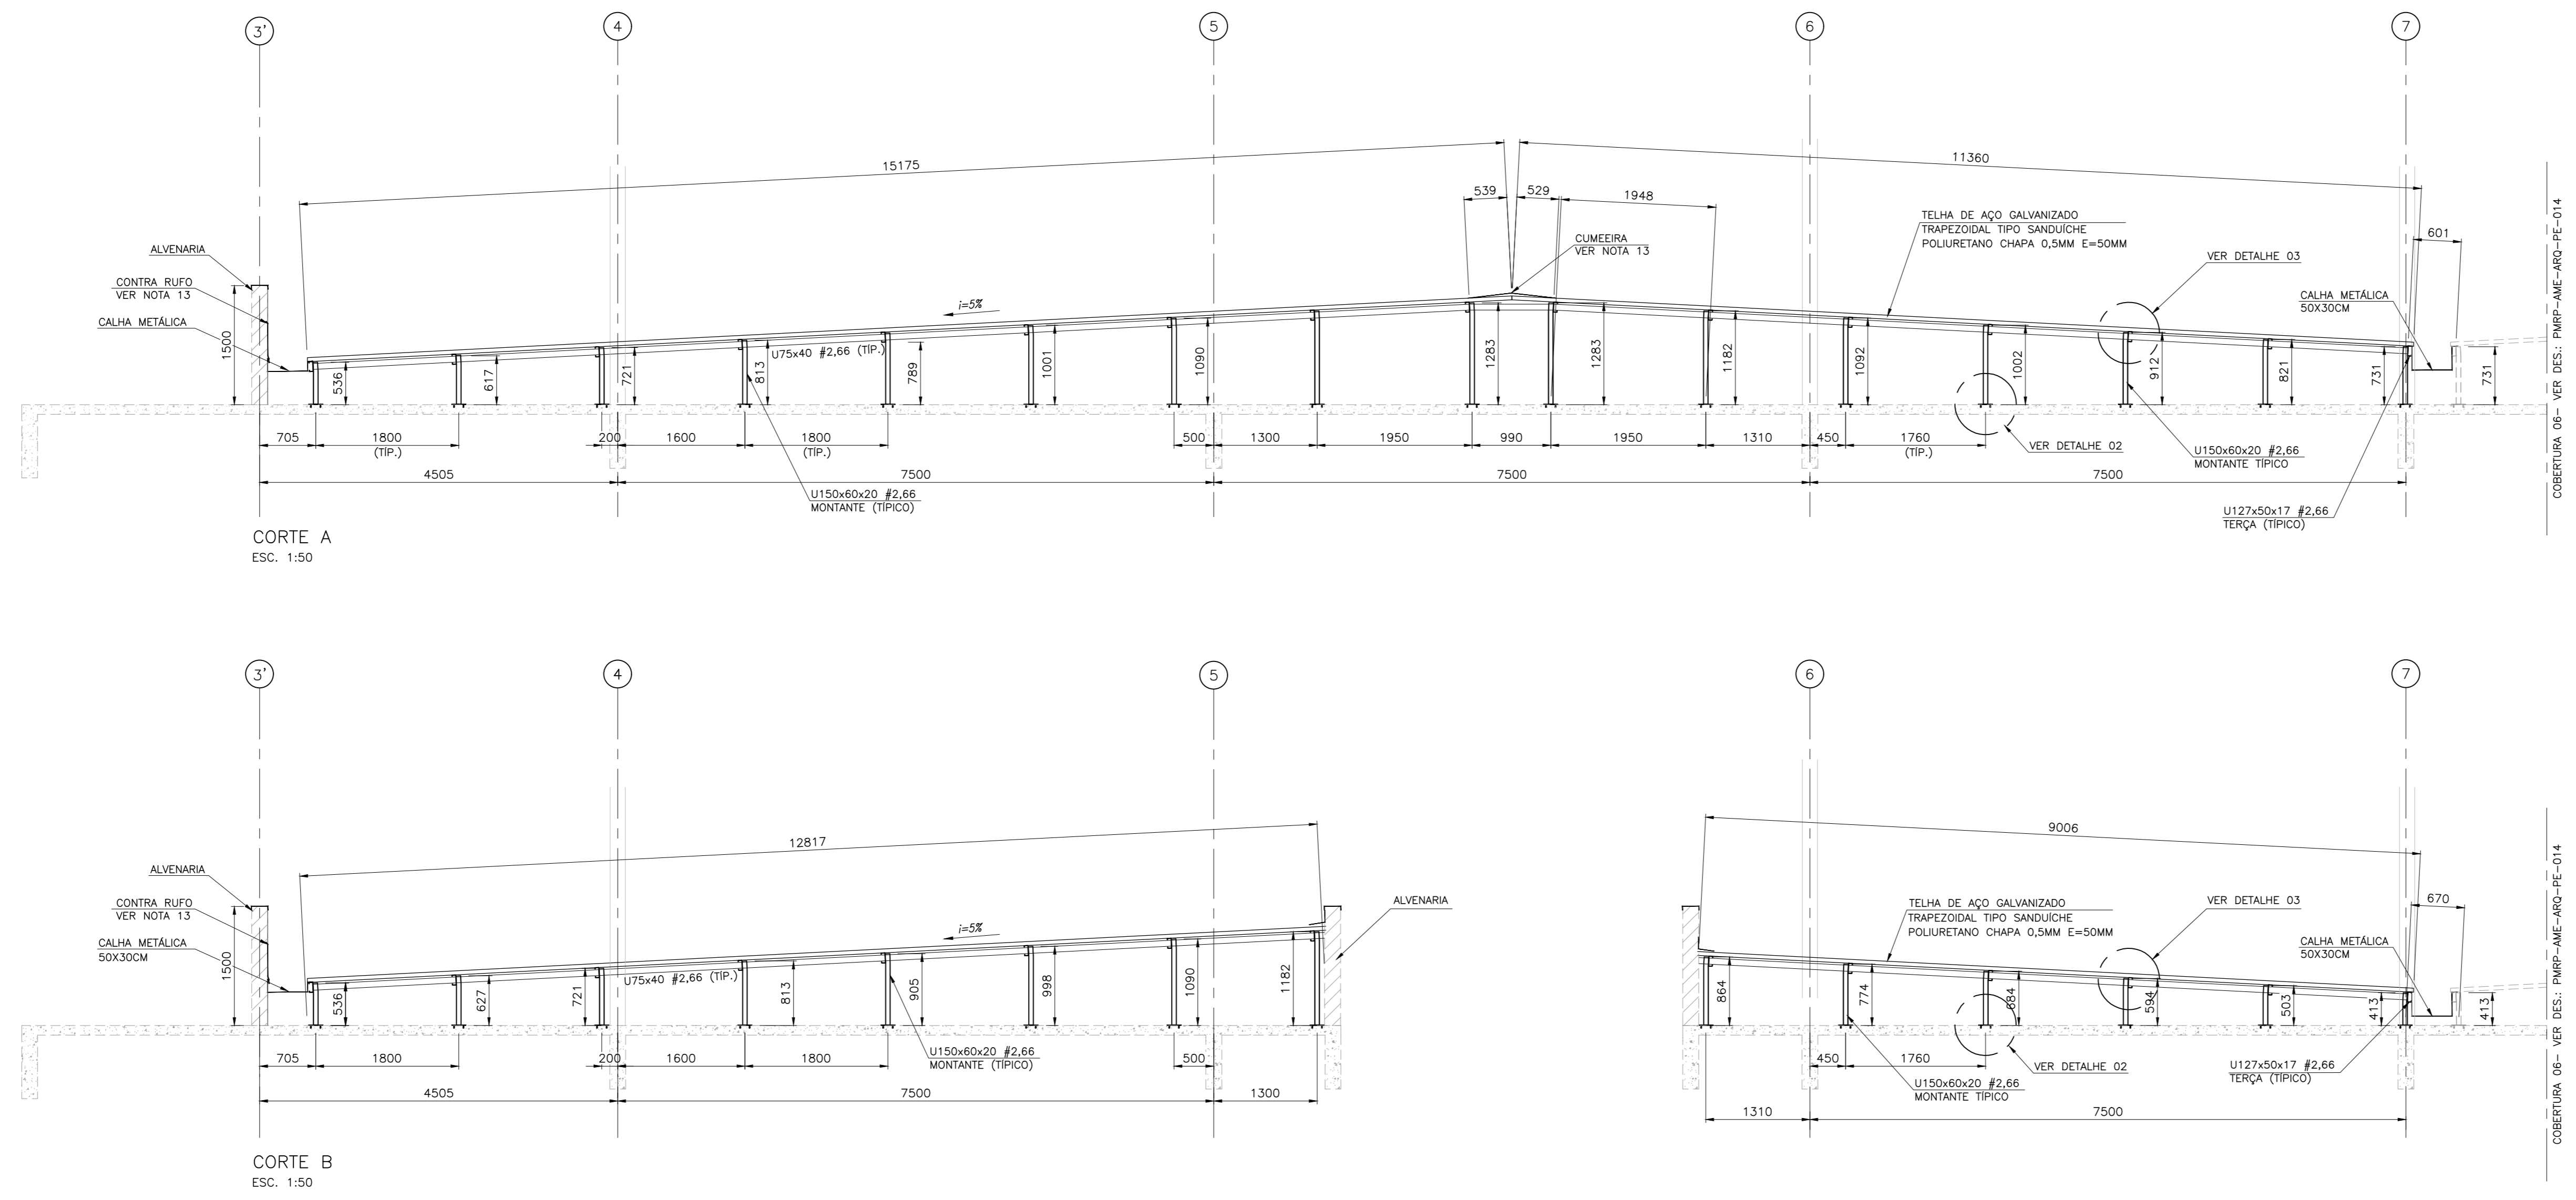 3'
4
5
6
7
15175
11360
539
529
1948
TELHA DE AÇO GALVANIZADO
TRAPEZOIDAL TIPO SANDUÍCHE
POLIURETANO CHAPA 0,5MM E=50MM
601
CUMEEIRA
VER NOTA 13
VER DETALHE 03
ALVENARIA
CONTRA RUFO
VER NOTA 13
CALHA METÁLICA
CALHA METÁLICA
50X30CM
i=5%
1500
U75x40 #2,66 (TÍP.)
536
617
721
813
789
1001
1090
1283
1283
1182
1092
1002
912
821
731
731
705
1800
(TÍP.)
200
1600
1800
(TÍP.)
500
1300
1950
990
1950
1310
450
1760
(TÍP.)
VER DETALHE 02
U150x60x20 #2,66
MONTANTE TÍPICO
4505
7500
7500
7500
U150x60x20 #2,66
MONTANTE (TÍPICO)
U127x50x17 #2,66
TERÇA (TÍPICO)
COBERTURA 06- VER DES.: PMRP-AME-ARQ-PE-014
CORTE A
ESC. 1:50
3'
4
5
6
7
12817
9006
ALVENARIA
CONTRA RUFO
VER NOTA 13
CALHA METÁLICA
50X30CM
ALVENARIA
TELHA DE AÇO GALVANIZADO
TRAPEZOIDAL TIPO SANDUÍCHE
POLIURETANO CHAPA 0,5MM E=50MM
VER DETALHE 03
670
CALHA METÁLICA
50X30CM
i=5%
1500
U75x40 #2,66 (TÍP.)
536
627
721
813
905
998
1090
1182
864
774
684
594
503
413
413
705
1800
200
1600
1800
500
U150x60x20 #2,66
MONTANTE (TÍPICO)
450
1760
VER DETALHE 02
U127x50x17 #2,66
TERÇA (TÍPICO)
U150x60x20 #2,66
MONTANTE TÍPICO
4505
7500
1300
1310
7500
COBERTURA 06- VER DES.: PMRP-AME-ARQ-PE-014
CORTE B
ESC. 1:50